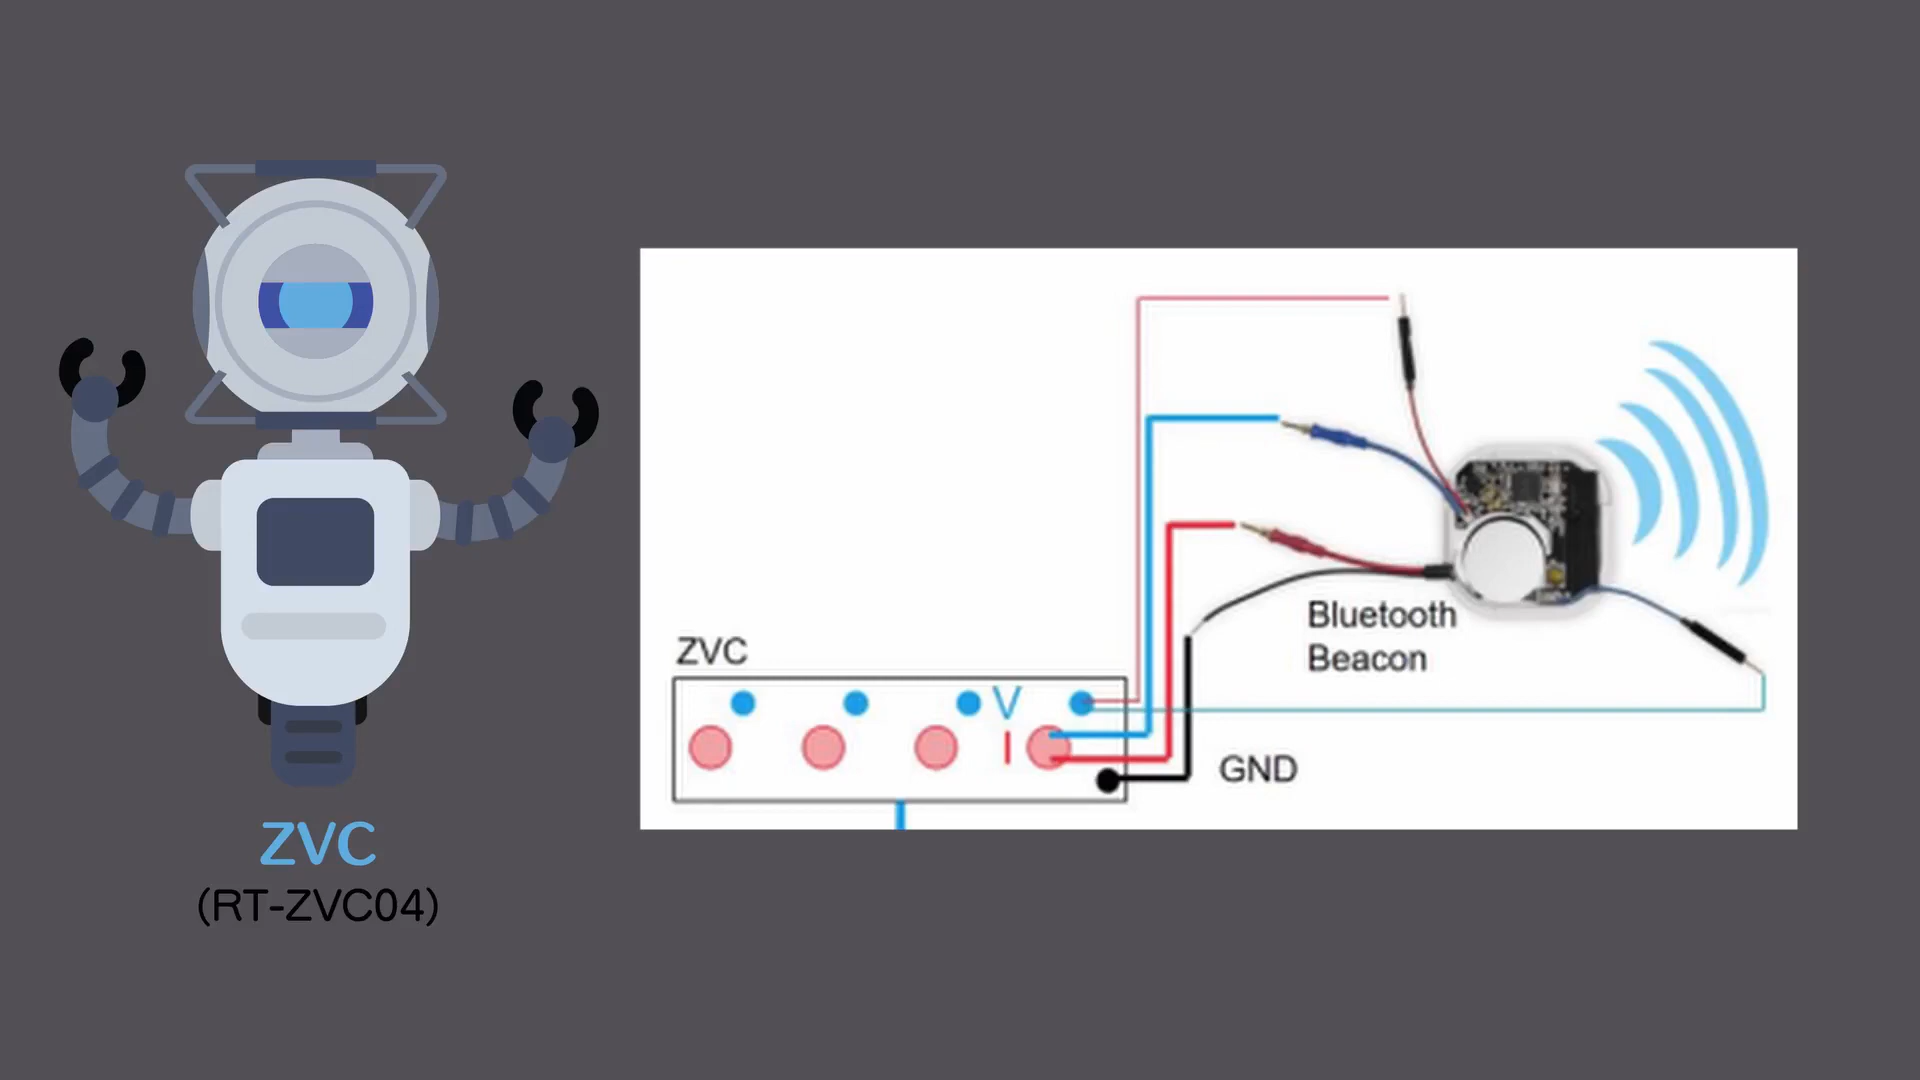 ZVC
(RT-ZVC04)
ZVC
V
I
GND
Bluetooth
Beacon